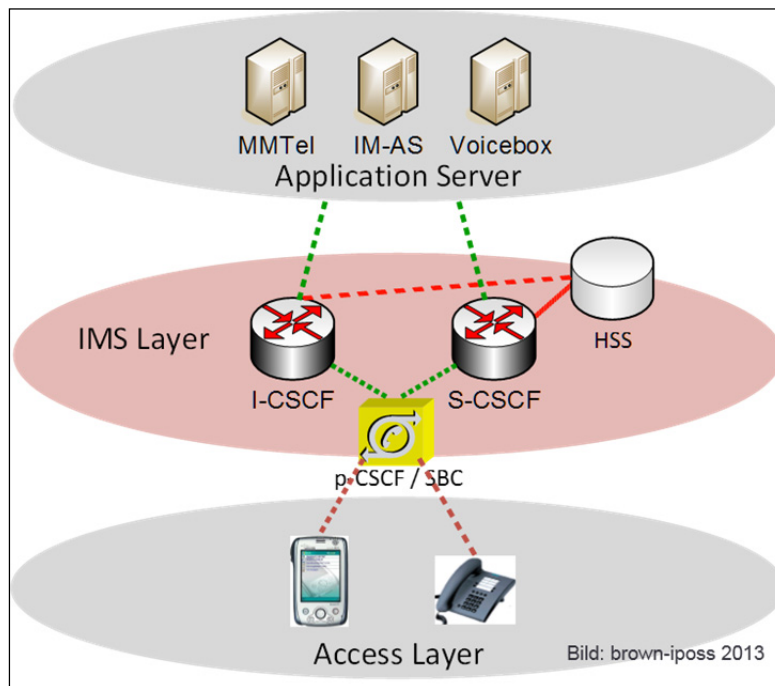 MMTel IM-AS Voicebox
Application Server
IMS Layer
HSS
I-CSCF S-CSCF
p-CSCF / SBC
Access Layer
Bild: brown-iposs 2013